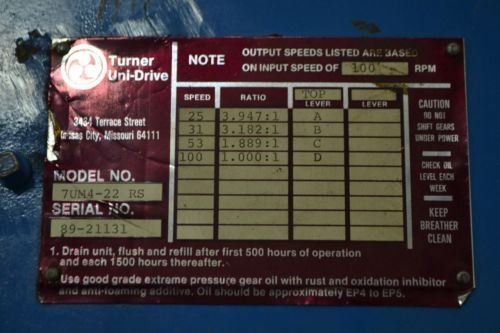 Turner
Uni-Drive
3434 Terrace Street
Kansas City, Missouri 64111
MODEL NO.
7UM4-22 RS
SERIAL NO.
89-21131
NOTE
OUTPUT SPEEDS LISTED ARE BASED
ON INPUT SPEED OF 100 RPM
SPEED RATIO TOP LEVER LEVER
25 3.947:1 A
31 3.182:1 B
53 1.889:1 C
100 1.000:1 D
CAUTION
DO NOT
SHIFT GEARS
UNDER POWER
CHECK OIL
LEVEL EACH
WEEK
KEEP
BREATHER
CLEAN
1. Drain unit, flush and refill after first 500 hours of operation
and each 1500 hours thereafter.
Use good grade extreme pressure gear oil with rust and oxidation inhibitor
and anti-foaming additive. Oil should be approximately EP4 to EP5.